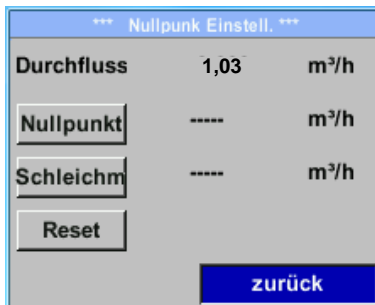 *** Nullpunk Einstell. ***
Durchfluss 1,03 m³/h
Nullpunkt ----- m³/h
Schleichm ----- m³/h
Reset
zurück